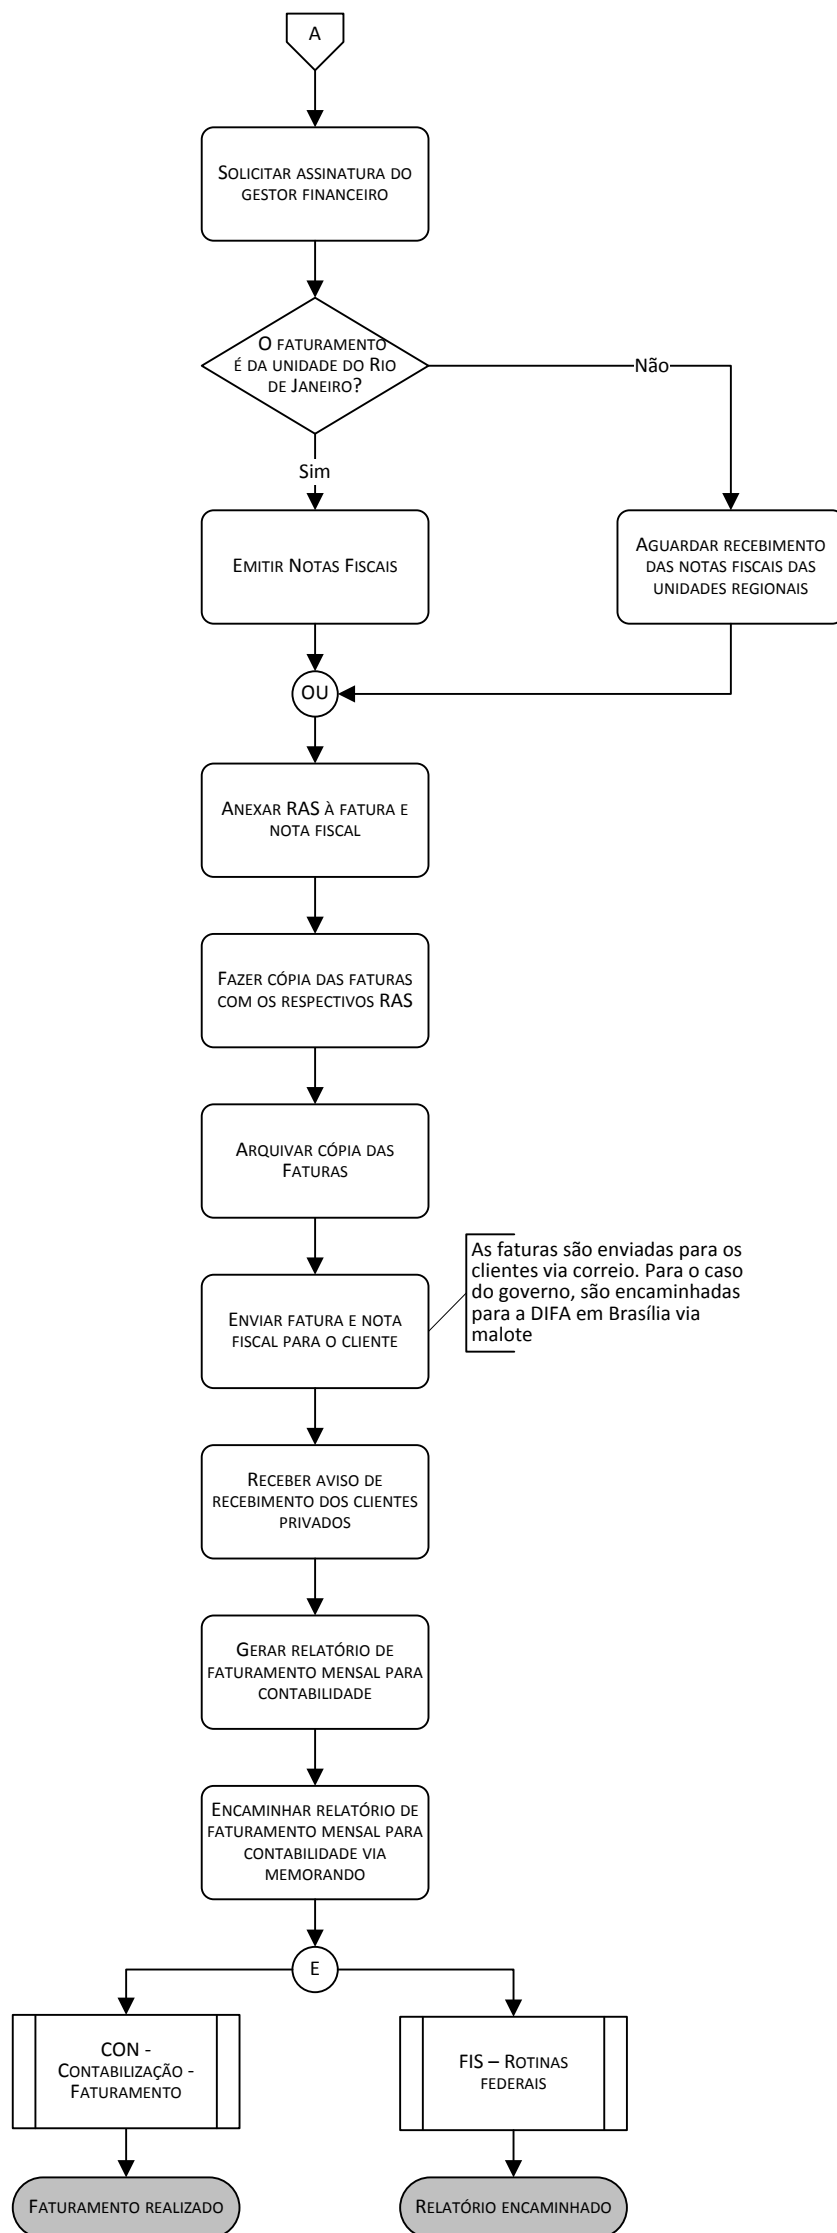 A
Solicitar assinatura do
gestor financeiro
O faturamento
é da unidade do Rio
de Janeiro?
Não
Sim
Emitir Notas Fiscais
Aguardar recebimento
das notas fiscais das
unidades regionais
OU
Anexar RAS à fatura e
nota fiscal
Fazer cópia das faturas
com os respectivos RAS
Arquivar cópia das
Faturas
As faturas são enviadas para os
clientes via correio. Para o caso
do governo, são encaminhadas
para a DIFA em Brasília via
malote
Enviar fatura e nota
fiscal para o cliente
Receber aviso de
recebimento dos clientes
privados
Gerar relatório de
faturamento mensal para
contabilidade
Encaminhar relatório de
faturamento mensal para
contabilidade via
memorando
E
CON -
Contabilização -
Faturamento
FIS – Rotinas
federais
Faturamento realizado
Relatório encaminhado